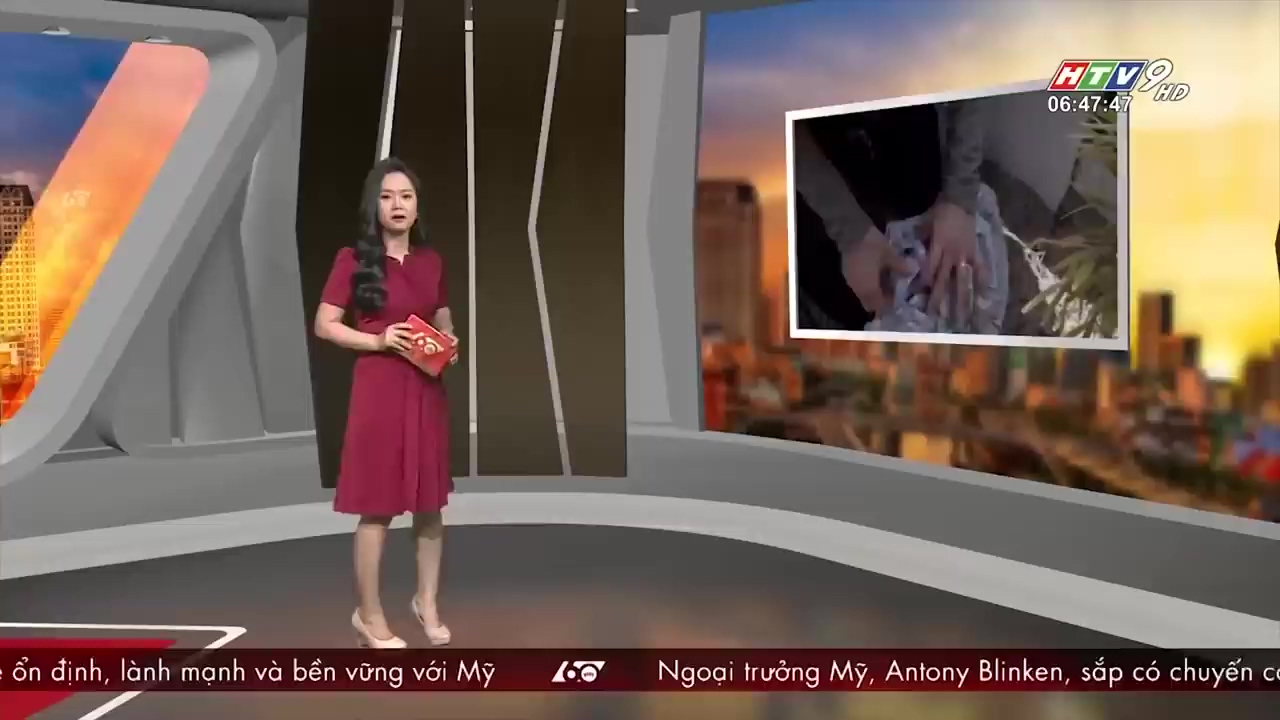 HTV9 HD
06:47:47
ổn định, lành mạnh và bền vững với Mỹ
60
Ngoại trưởng Mỹ, Antony Blinken, sắp có chuyến